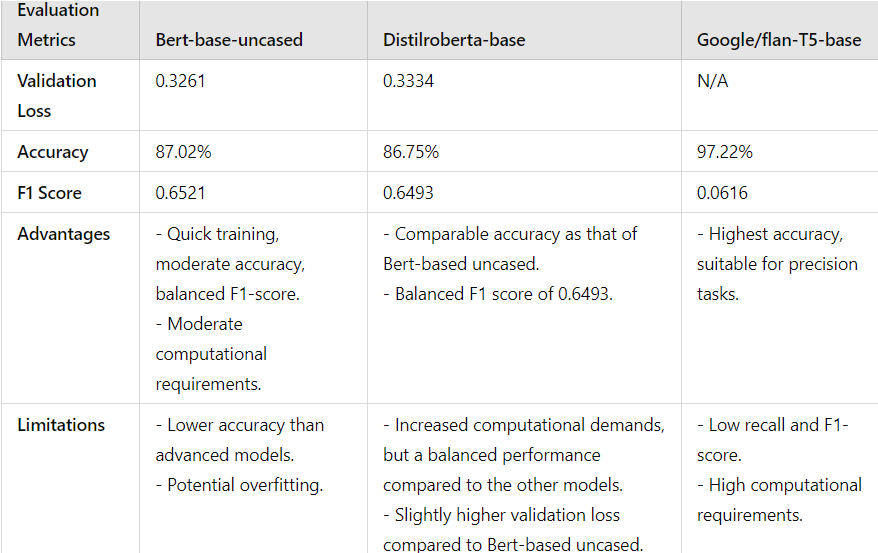 Evaluation
Metrics
Bert-base-uncased
Distilroberta-base
Google/flan-T5-base
Validation
Loss
0.3261
0.3334
N/A
Accuracy
87.02%
86.75%
97.22%
F1 Score
0.6521
0.6493
0.0616
Advantages
- Quick training,
moderate accuracy,
balanced F1-score.
- Moderate
computational
requirements.
- Comparable accuracy as that of
Bert-based uncased.
- Balanced F1 score of 0.6493.
- Highest accuracy,
suitable for precision
tasks.
Limitations
- Lower accuracy than
advanced models.
- Potential overfitting.
- Increased computational demands,
but a balanced performance
compared to the other models.
- Slightly higher validation loss
compared to Bert-based uncased.
- Low recall and F1-
score.
- High computational
requirements.